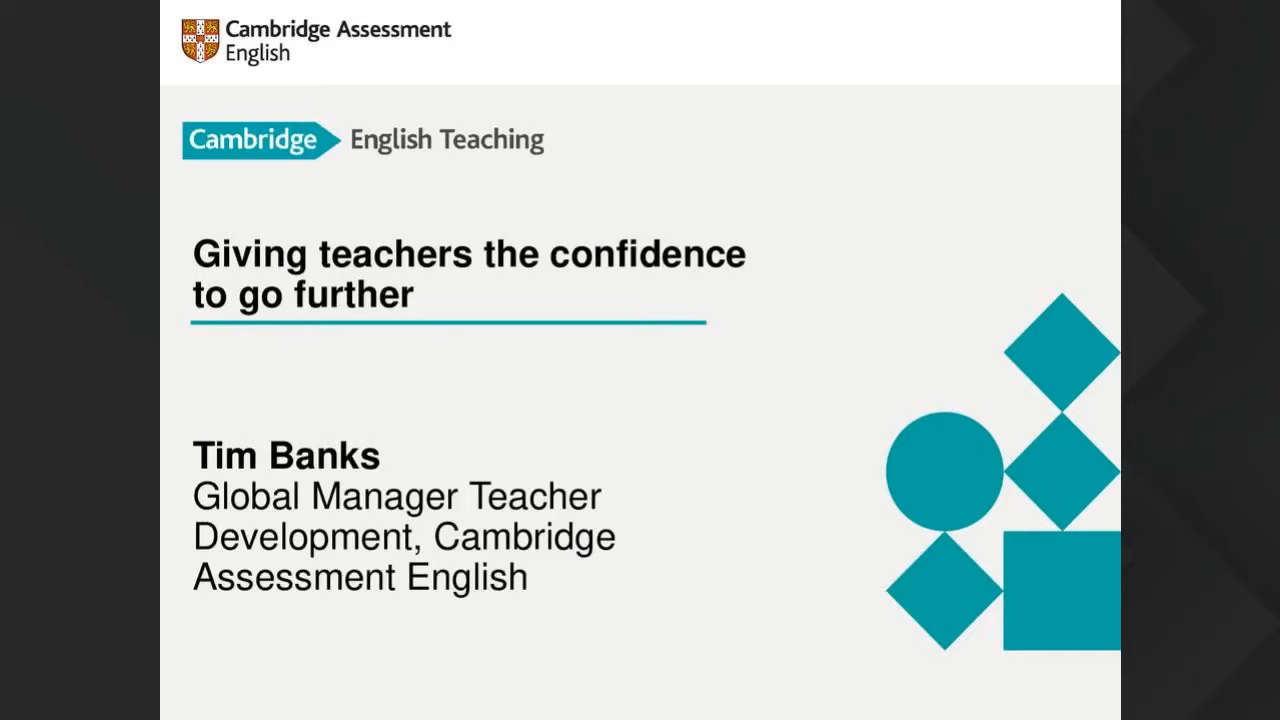 Cambridge Assessment
English
Cambridge English Teaching
Giving teachers the confidence
to go further
Tim Banks
Global Manager Teacher
Development, Cambridge
Assessment English